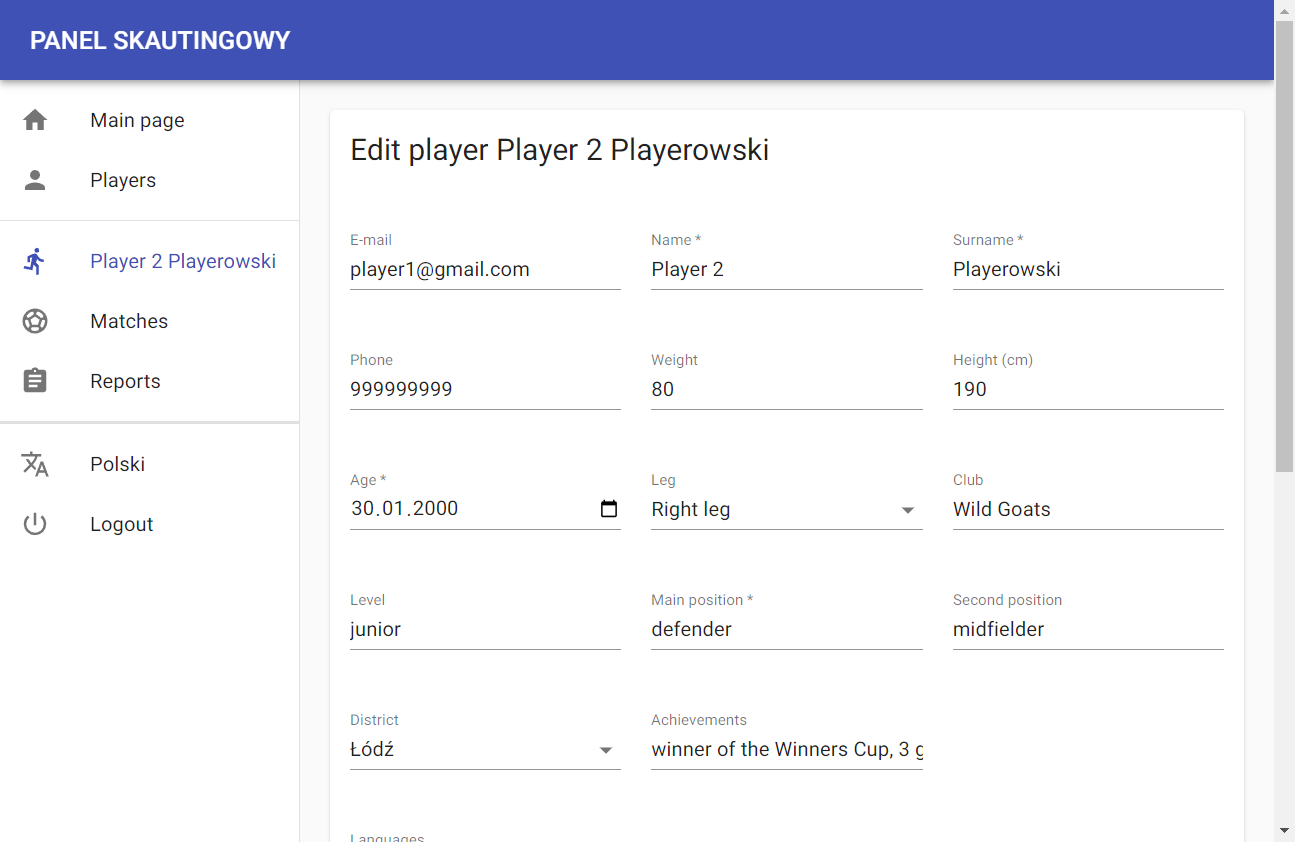 PANEL SKAUTINGOWY
Main page
Players
Player 2 Playerowski
Matches
Reports
Polski
Logout
Edit player Player 2 Playerowski
E-mail
player1@gmail.com
Name *
Player 2
Surname *
Playerowski
Phone
999999999
Weight
80
Height (cm)
190
Age *
30.01.2000
Leg
Right leg
Club
Wild Goats
Level
junior
Main position *
defender
Second position
midfielder
District
Łódź
Achievements
winner of the Winners Cup, 3 g
Languages